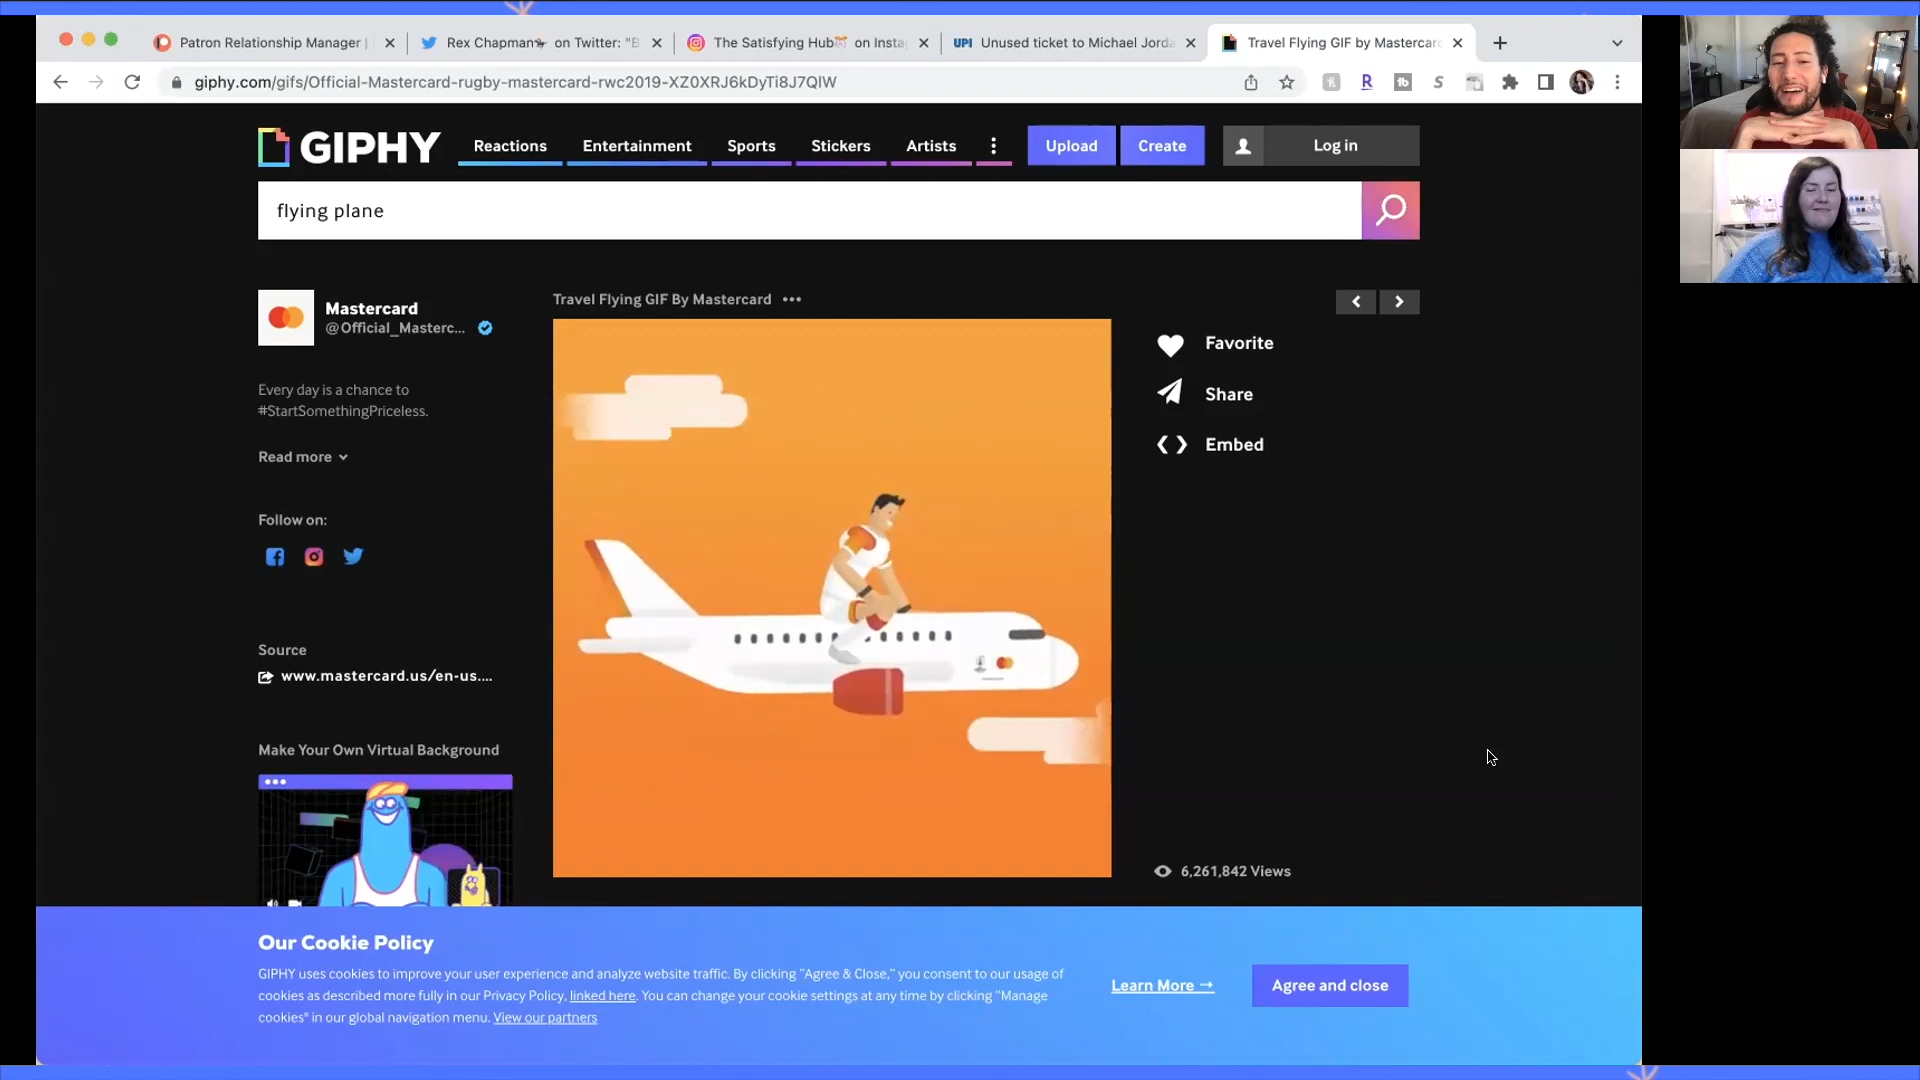 Patron Relationship Manager |
Rex Chapman on Twitter: "B
The Satisfying Hub on Insta
UPI Unused ticket to Michael Jorda
Travel Flying GIF by Mastercard
giphy.com/gifs/Official-Mastercard-rugby-mastercard-rwc2019-XZ0XRJ6kDyTi8J7QlW
GIPHY
Reactions
Entertainment
Sports
Stickers
Artists
Upload
Create
Log in
flying plane
Mastercard
@Official_Masterc...
Travel Flying GIF By Mastercard
Every day is a chance to
#StartSomethingPriceless.
Read more
Follow on:
Source
www.mastercard.us/en-us....
Make Your Own Virtual Background
Favorite
Share
Embed
6,261,842 Views
Our Cookie Policy
GIPHY uses cookies to improve your user experience and analyze website traffic. By clicking "Agree & Close," you consent to our usage of
cookies as described more fully in our Privacy Policy, linked here. You can change your cookie settings at any time by clicking "Manage
cookies" in our global navigation menu. View our partners
Learn More →
Agree and close